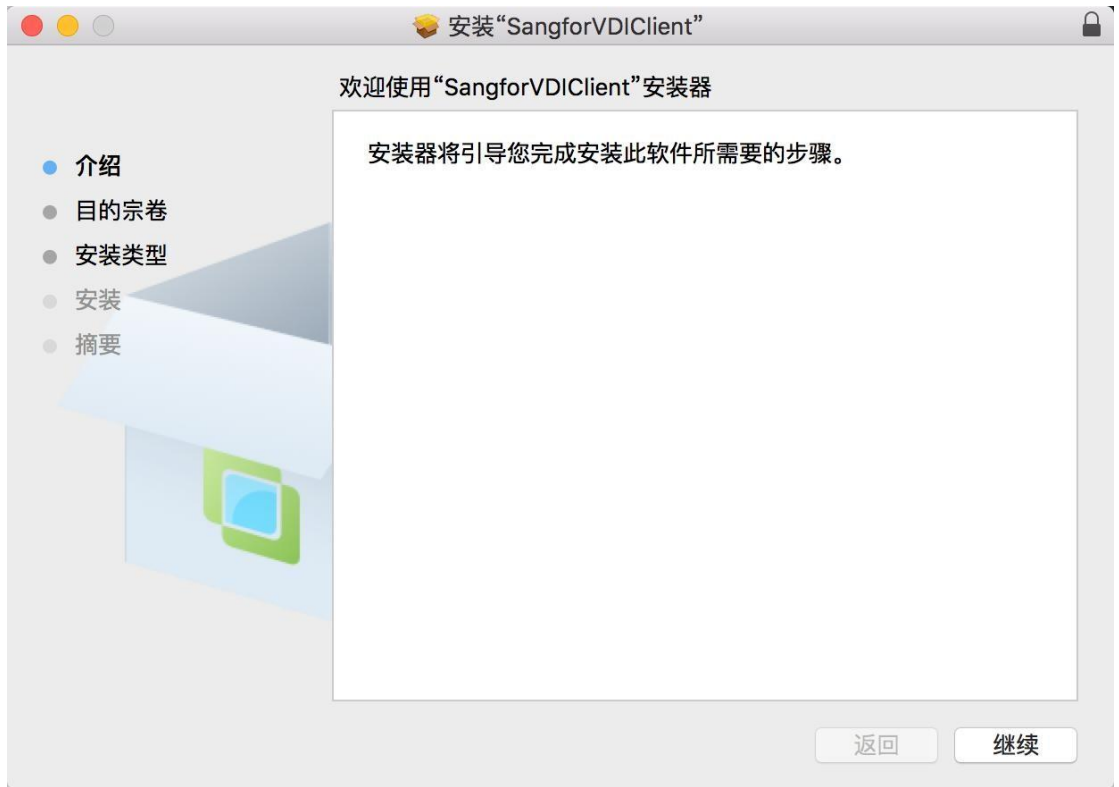 安装“SangforVDIClient”
欢迎使用“SangforVDIClient”安装器
介绍
目的宗卷
安装类型
安装
摘要
安装器将引导您完成安装此软件所需要的步骤。
返回
继续